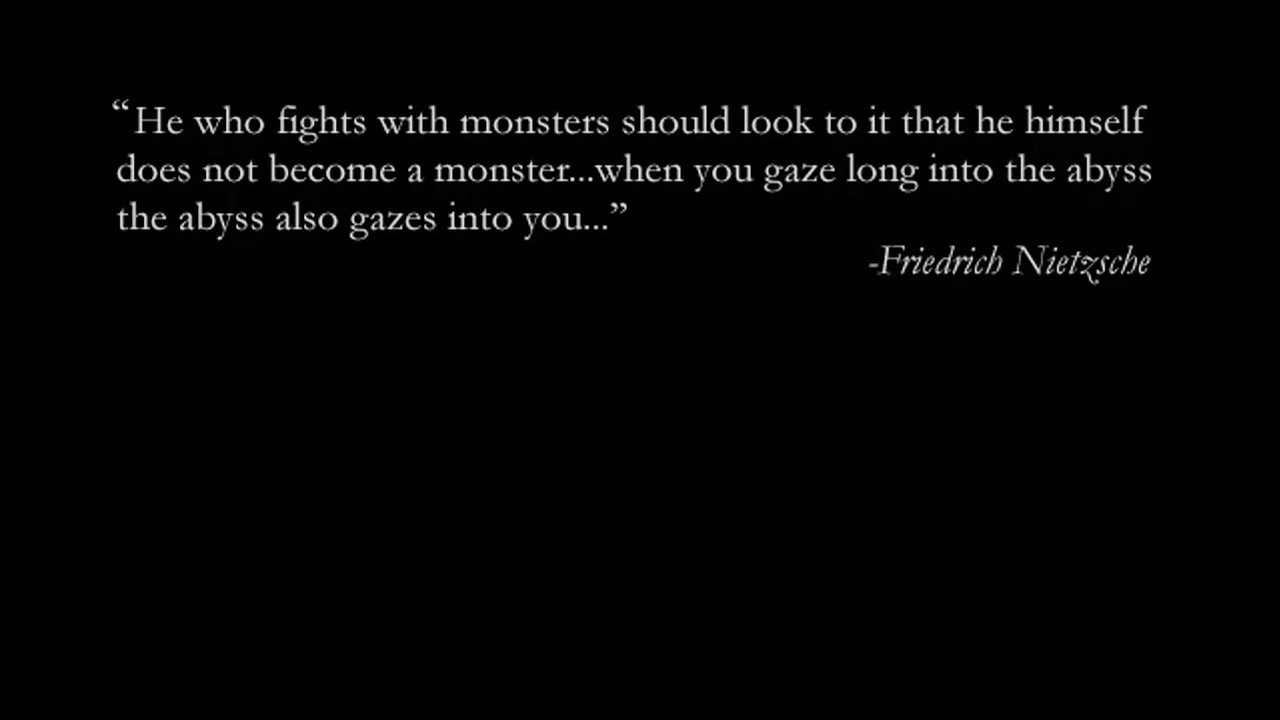 “He who fights with monsters should look to it that he himself
does not become a monster...when you gaze long into the abyss
the abyss also gazes into you...”
-Friedrich Nietzsche